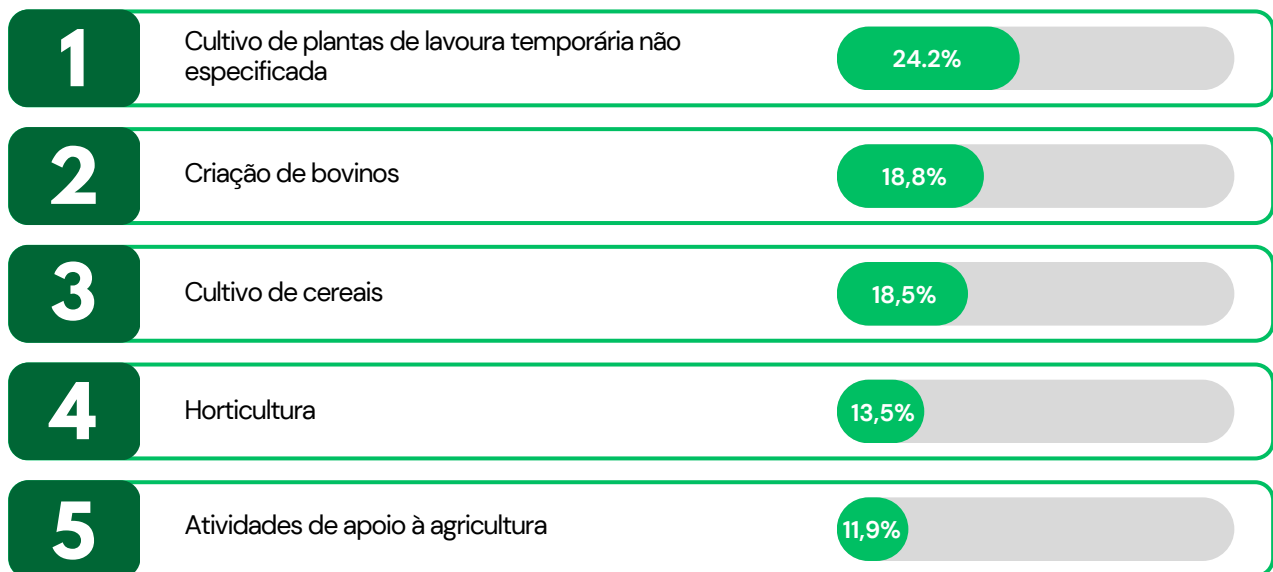 1
Cultivo de plantas de lavoura temporária não
especificada
24.2%
2
Criação de bovinos
18,8%
3
Cultivo de cereais
18,5%
4
Horticultura
13,5%
5
Atividades de apoio à agricultura
11,9%